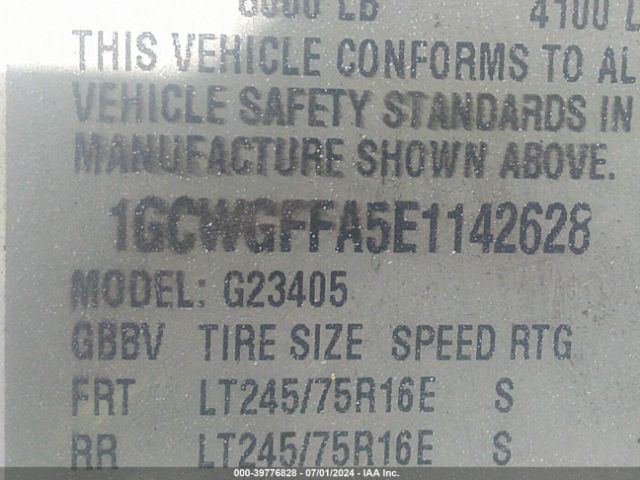 4100 L
THIS VEHICLE CONFORMS TO AL
VEHICLE SAFETY STANDARDS IN
MANUFACTURE SHOWN ABOVE.
1GCWGFFA5E1142628
MODEL: G23405
GBBV TIRE SIZE SPEED RTG
FRT LT245/75R16E S
RR LT245/75R16E S
000-39776828 - 07/01/2024 - IAA Inc.